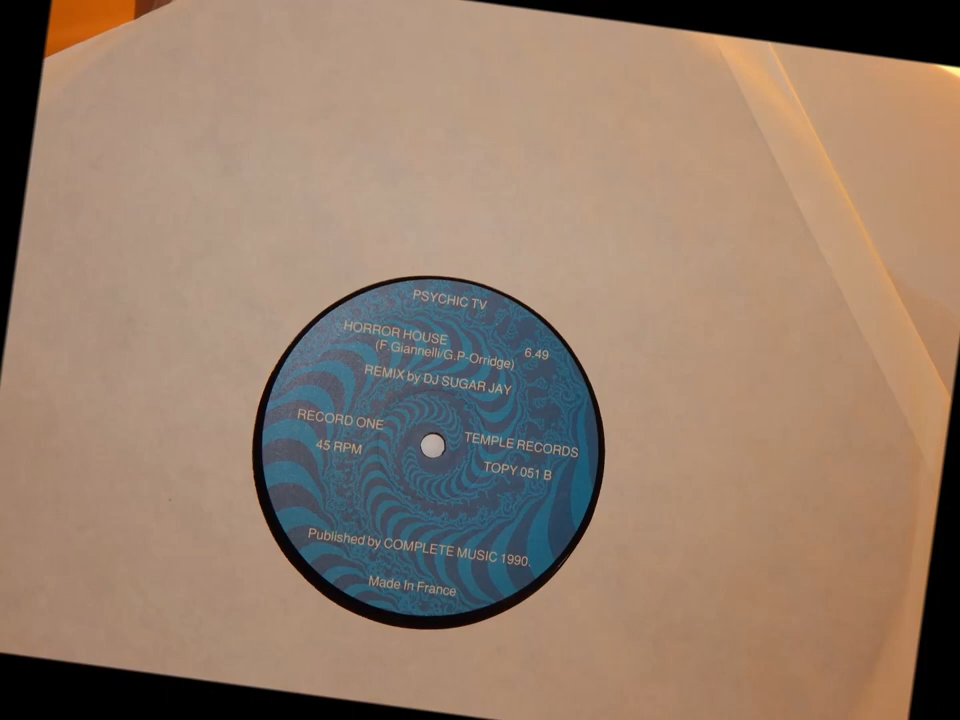 PSYCHIC TV
HORROR HOUSE
(F.Giannelli/G.P-Orridge) 6.49
REMIX by DJ SUGAR JAY
RECORD ONE
45 RPM
TEMPLE RECORDS
TOPY 051 B
Published by COMPLETE MUSIC 1990.
Made In France